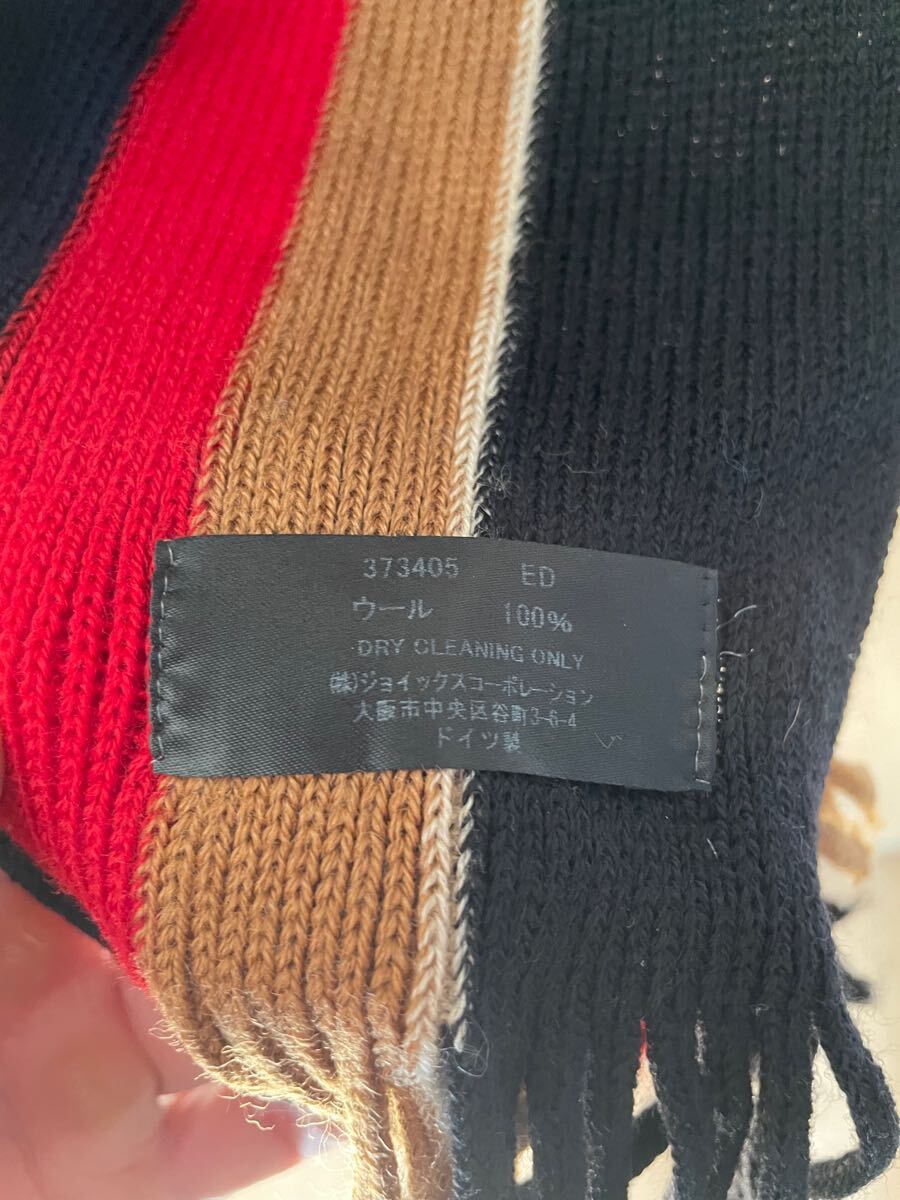 373405 ED
ウール 100%
DRY CLEANING ONLY
(株)ジョイックスコーポレーション
大阪市中央区谷町3-6-4
ドイツ製